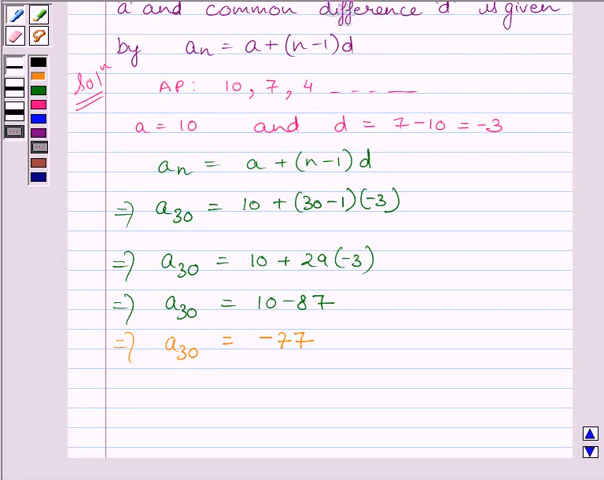 a and common difference d is given
by an = a + (n-1)d
Solⁿ
AP: 10, 7, 4 _ _ _ _ _
a = 10 and d = 7-10 = -3
an = a + (n-1)d
=) a30 = 10 + (30-1)(-3)
=) a30 = 10 + 29(-3)
=) a30 = 10-87
=) a30 = -77